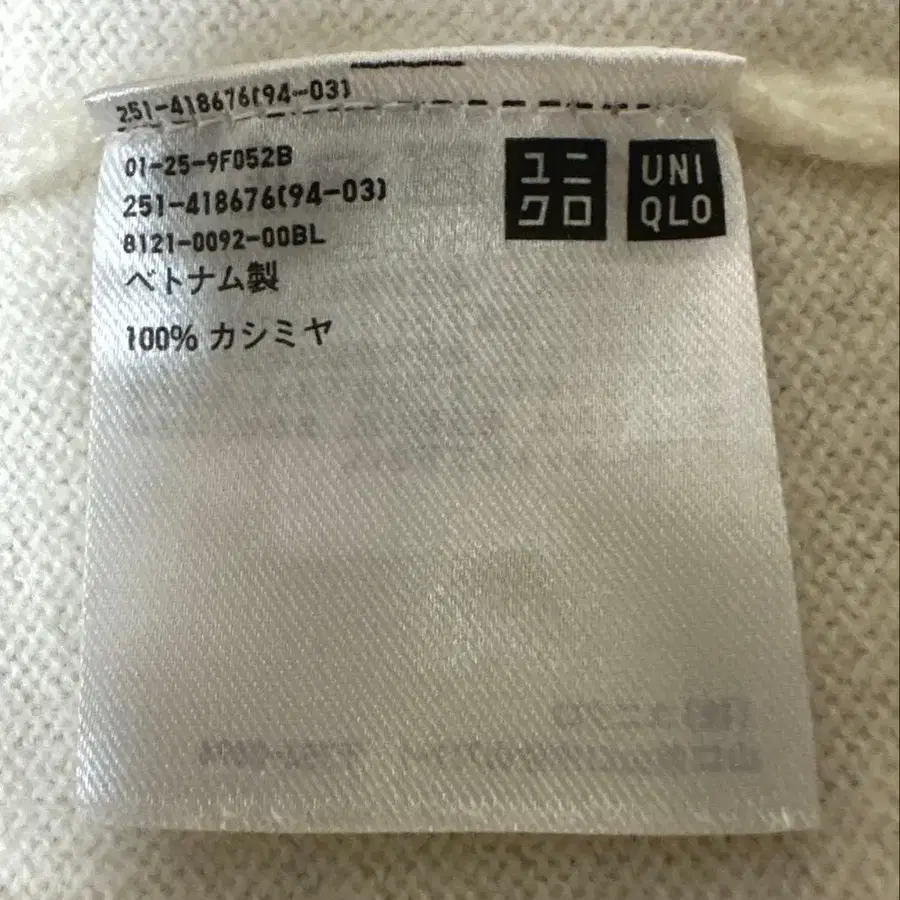 251-418676(94-03)
01-25-9F052B
251-418676(94-03)
8121-0092-00BL
ベトナム製
100% カシミヤ
ユニ
クロ
UNI
QLO